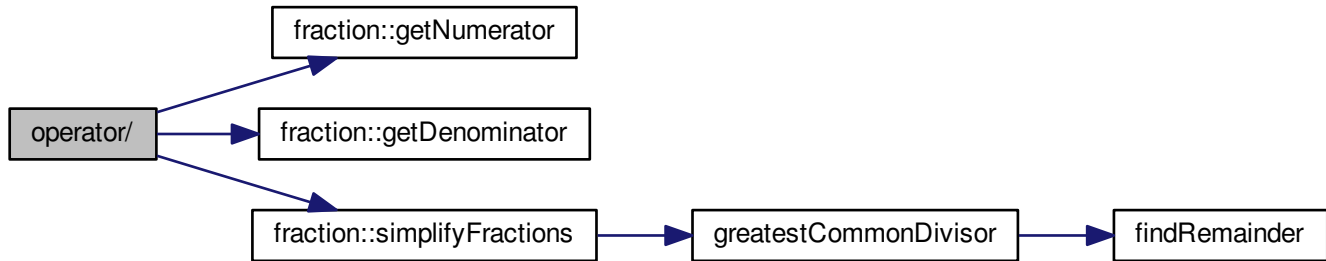 fraction::getNumerator
operator/
fraction::getDenominator
fraction::simplifyFractions
greatestCommonDivisor
findRemainder